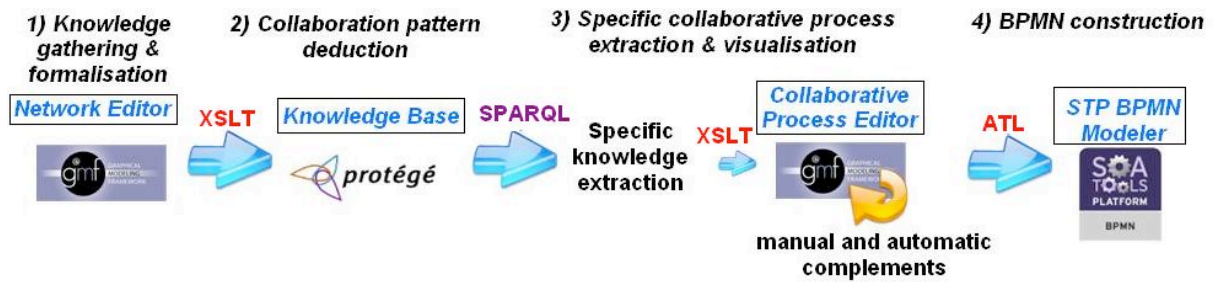 1) Knowledge
gathering &
formalisation
2) Collaboration pattern
deduction
3) Specific collaborative process
extraction & visualisation
4) BPMN construction
Network Editor
XSLT
Knowledge Base
SPARQL
Specific
knowledge
extraction
XSLT
Collaborative
Process Editor
ATL
STP BPMN
Modeler
gmf
GRAPHICAL
MODELING
FRAMEWORK
protégé
gmf
GRAPHICAL
MODELING
FRAMEWORK
SOA
TOOLS
PLATFORM
BPMN
manual and automatic
complements